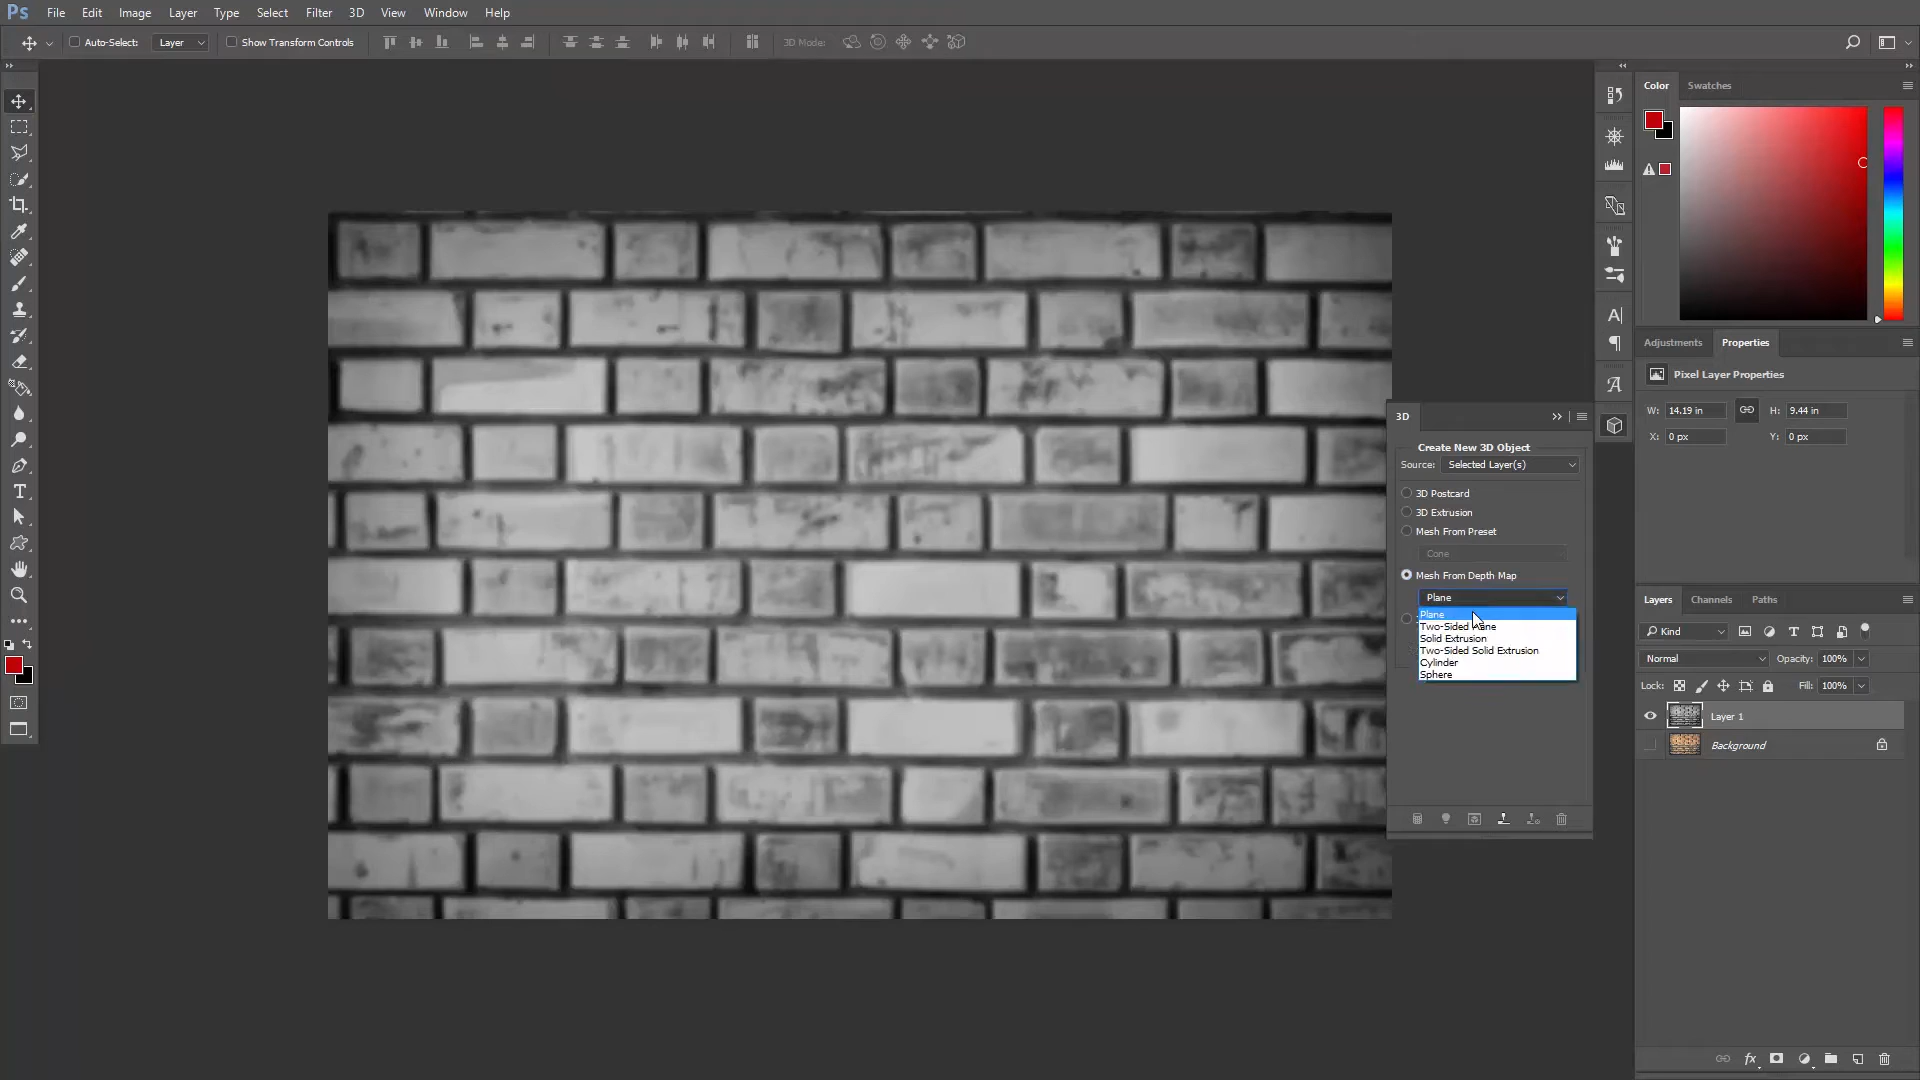 Ps File Edit Image Layer Type Select Filter 3D View Window Help
Auto-Select: Layer Show Transform Controls 3D Mode:
Color Swatches
Adjustments Properties
Pixel Layer Properties
W: 14.19 in H: 9.44 in
X: 0 px Y: 0 px
3D
Create New 3D Object
Source: Selected Layer(s)
3D Postcard
3D Extrusion
Mesh From Preset
Cone
Mesh From Depth Map
Plane
Plane
Two-Sided Plane
Solid Extrusion
Two-Sided Solid Extrusion
Cylinder
Sphere
Layers Channels Paths
Kind
Normal Opacity: 100%
Lock: Fill: 100%
Layer 1
Background
fx